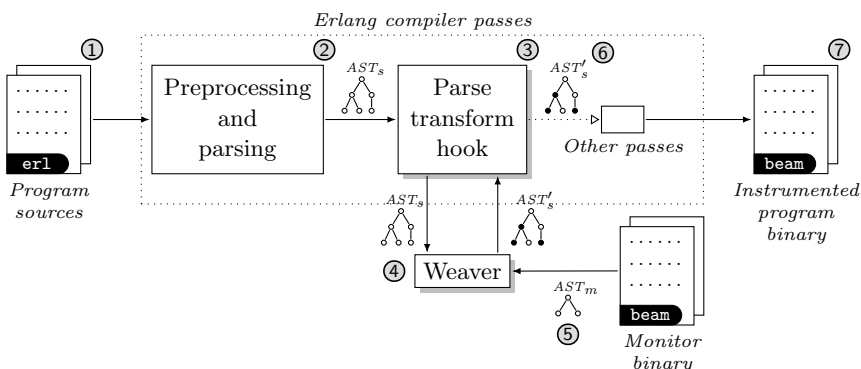 Erlang compiler passes
1
2
3
6
7
Preprocessing
and
parsing
AST_s
Parse
transform
hook
AST'_s
Other passes
erl
Program
sources
beam
Instrumented
program
binary
AST_s
AST'_s
4
Weaver
AST_m
5
beam
Monitor
binary